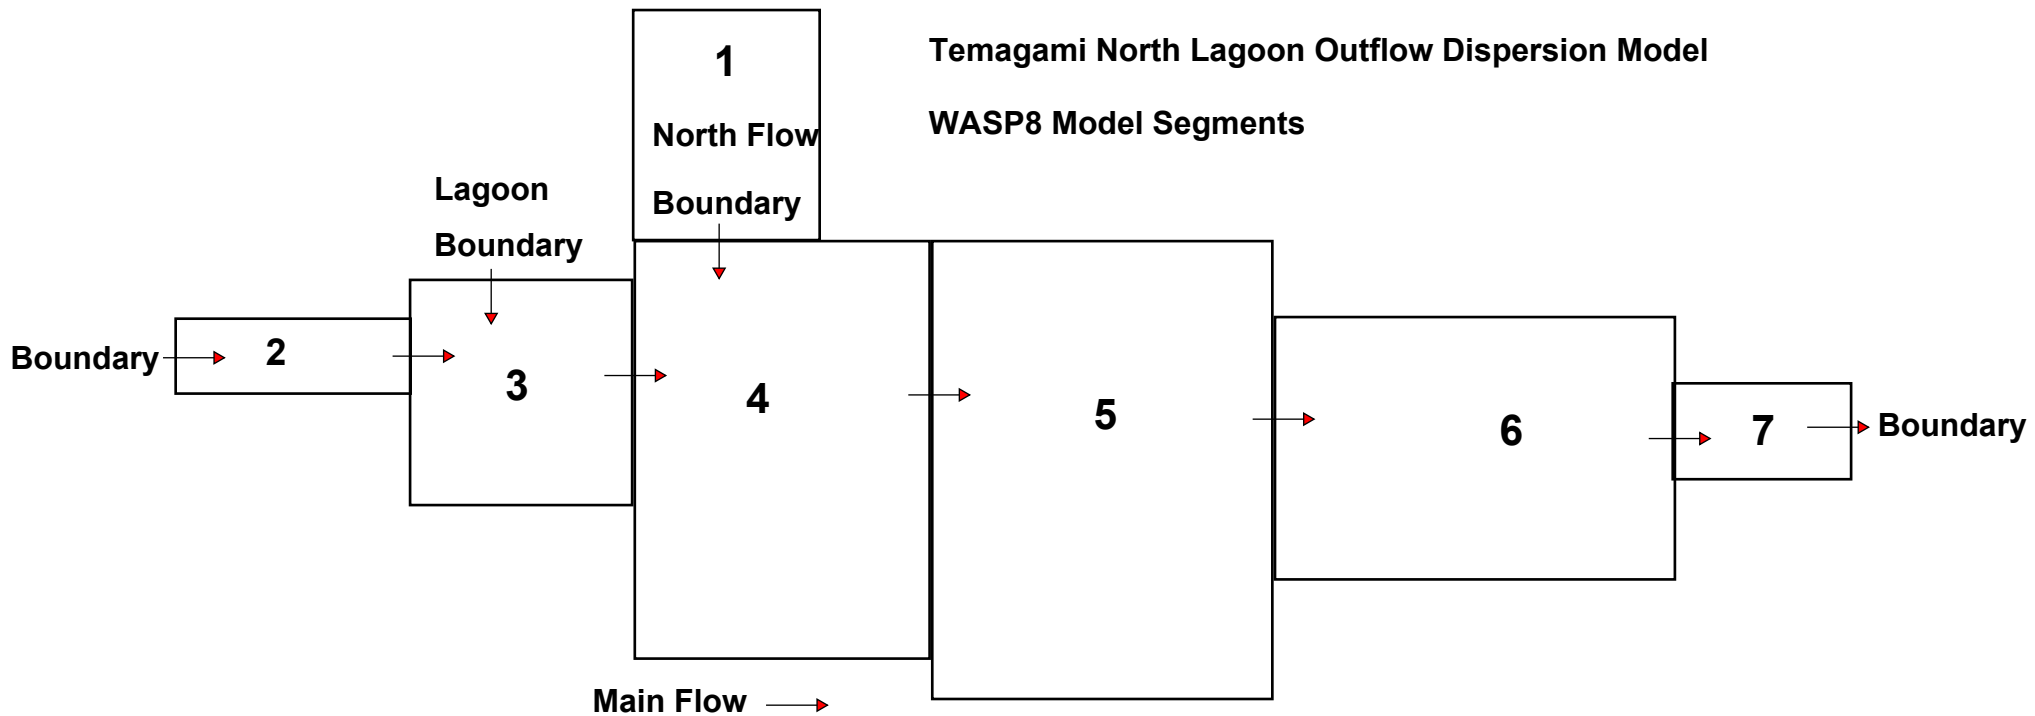 1
Temagami North Lagoon Outflow Dispersion Model
North Flow
WASP8 Model Segments
Lagoon
Boundary
Boundary
Boundary
2
3
4
5
6
7
Boundary
Main Flow